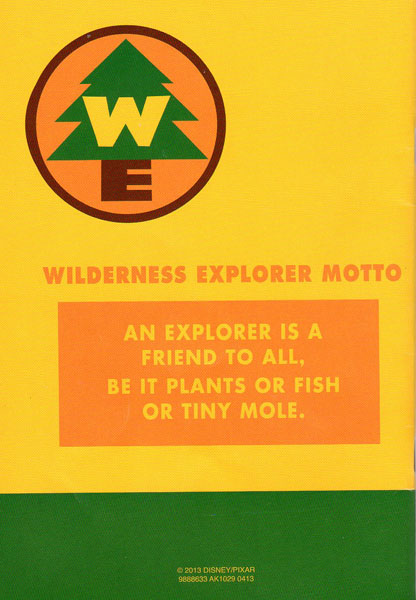 W
E
WILDERNESS EXPLORER MOTTO
AN EXPLORER IS A
FRIEND TO ALL,
BE IT PLANTS OR FISH
OR TINY MOLE.
© 2013 DISNEY/PIXAR
9888633 AK1029 0413